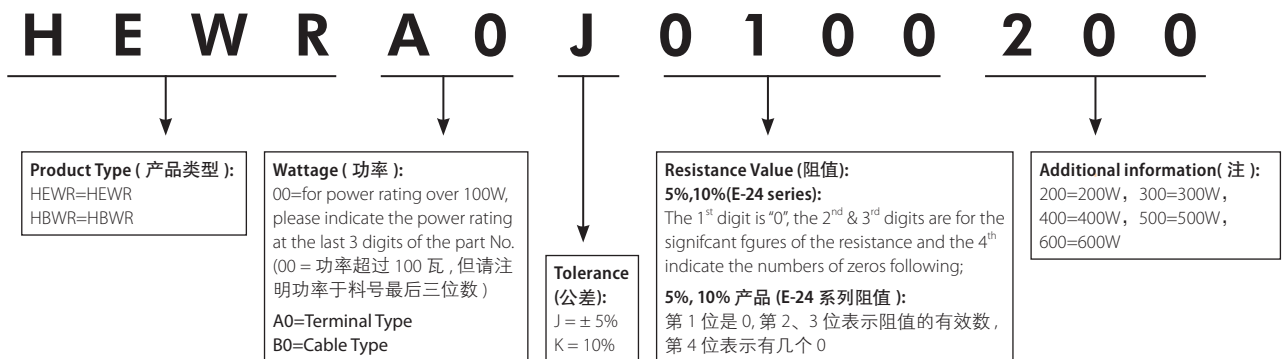 H E W R A 0 J 0 1 0 0 2 0 0
Product Type ( 产品类型 ):
HEWR=HEWR
HBWR=HBWR
Wattage ( 功率 ):
00=for power rating over 100W,
please indicate the power rating
at the last 3 digits of the part No.
(00 = 功率超过 100 瓦 , 但请注
明功率于料号最后三位数 )
A0=Terminal Type
B0=Cable Type
Tolerance
(公差):
J = ± 5%
K = 10%
Resistance Value (阻值):
5%,10%(E-24 series):
The 1st digit is "0", the 2nd & 3rd digits are for the
signifcant fgures of the resistance and the 4th
indicate the numbers of zeros following;
5%, 10% 产品 (E-24 系列阻值 ):
第 1 位是 0, 第 2、3 位表示阻值的有效数 ,
第 4 位表示有几个 0
Additional information( 注 ):
200=200W，300=300W，
400=400W，500=500W，
600=600W